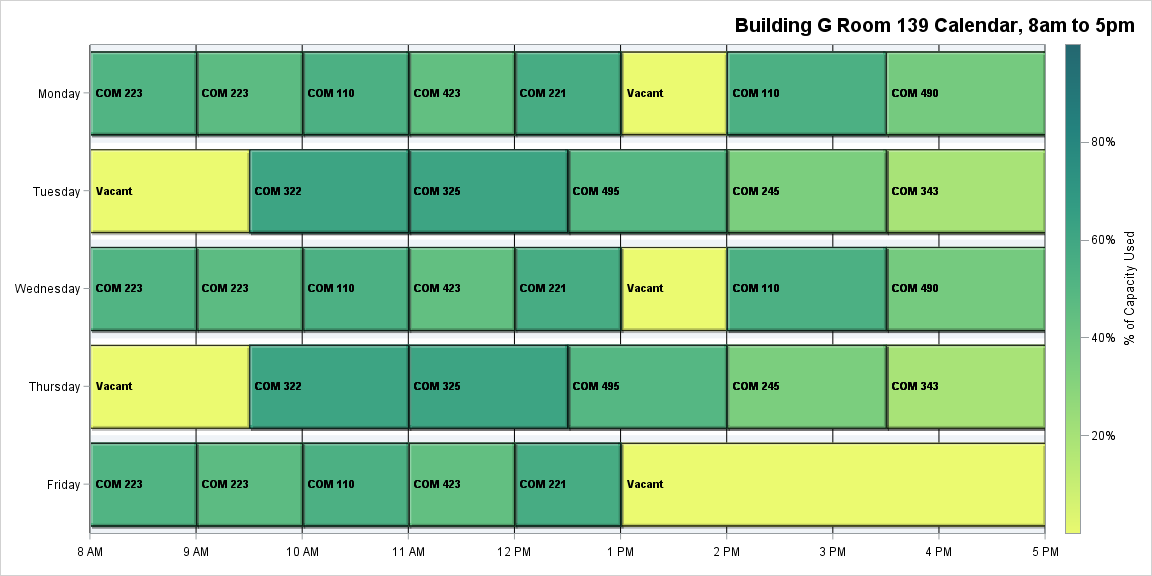 Building G Room 139 Calendar, 8am to 5pm
Monday COM 223 COM 223 COM 110 COM 423 COM 221 Vacant COM 110 COM 490
80%
Tuesday Vacant COM 322 COM 325 COM 495 COM 245 COM 343
60%
% of Capacity Used
Wednesday COM 223 COM 223 COM 110 COM 423 COM 221 Vacant COM 110 COM 490
40%
Thursday Vacant COM 322 COM 325 COM 495 COM 245 COM 343
20%
Friday COM 223 COM 223 COM 110 COM 423 COM 221 Vacant
8 AM 9 AM 10 AM 11 AM 12 PM 1 PM 2 PM 3 PM 4 PM 5 PM